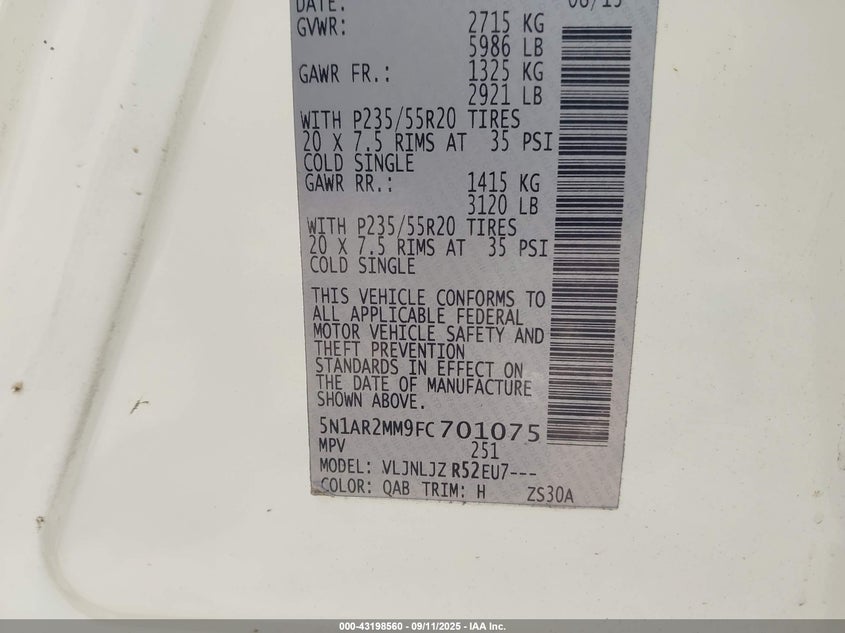 DATE: 06/15
GVWR: 2715 KG
5986 LB
GAWR FR.: 1325 KG
2921 LB
WITH P235/55R20 TIRES
20 X 7.5 RIMS AT 35 PSI
COLD SINGLE
GAWR RR.: 1415 KG
3120 LB
WITH P235/55R20 TIRES
20 X 7.5 RIMS AT 35 PSI
COLD SINGLE
THIS VEHICLE CONFORMS TO
ALL APPLICABLE FEDERAL
MOTOR VEHICLE SAFETY AND
THEFT PREVENTION
STANDARDS IN EFFECT ON
THE DATE OF MANUFACTURE
SHOWN ABOVE.
5N1AR2MM9FC701075
MPV 251
MODEL: VLJNLJZ R52EU7---
COLOR: QAB TRIM: H ZS30A
000-43198560 - 09/11/2025 - IAA Inc.